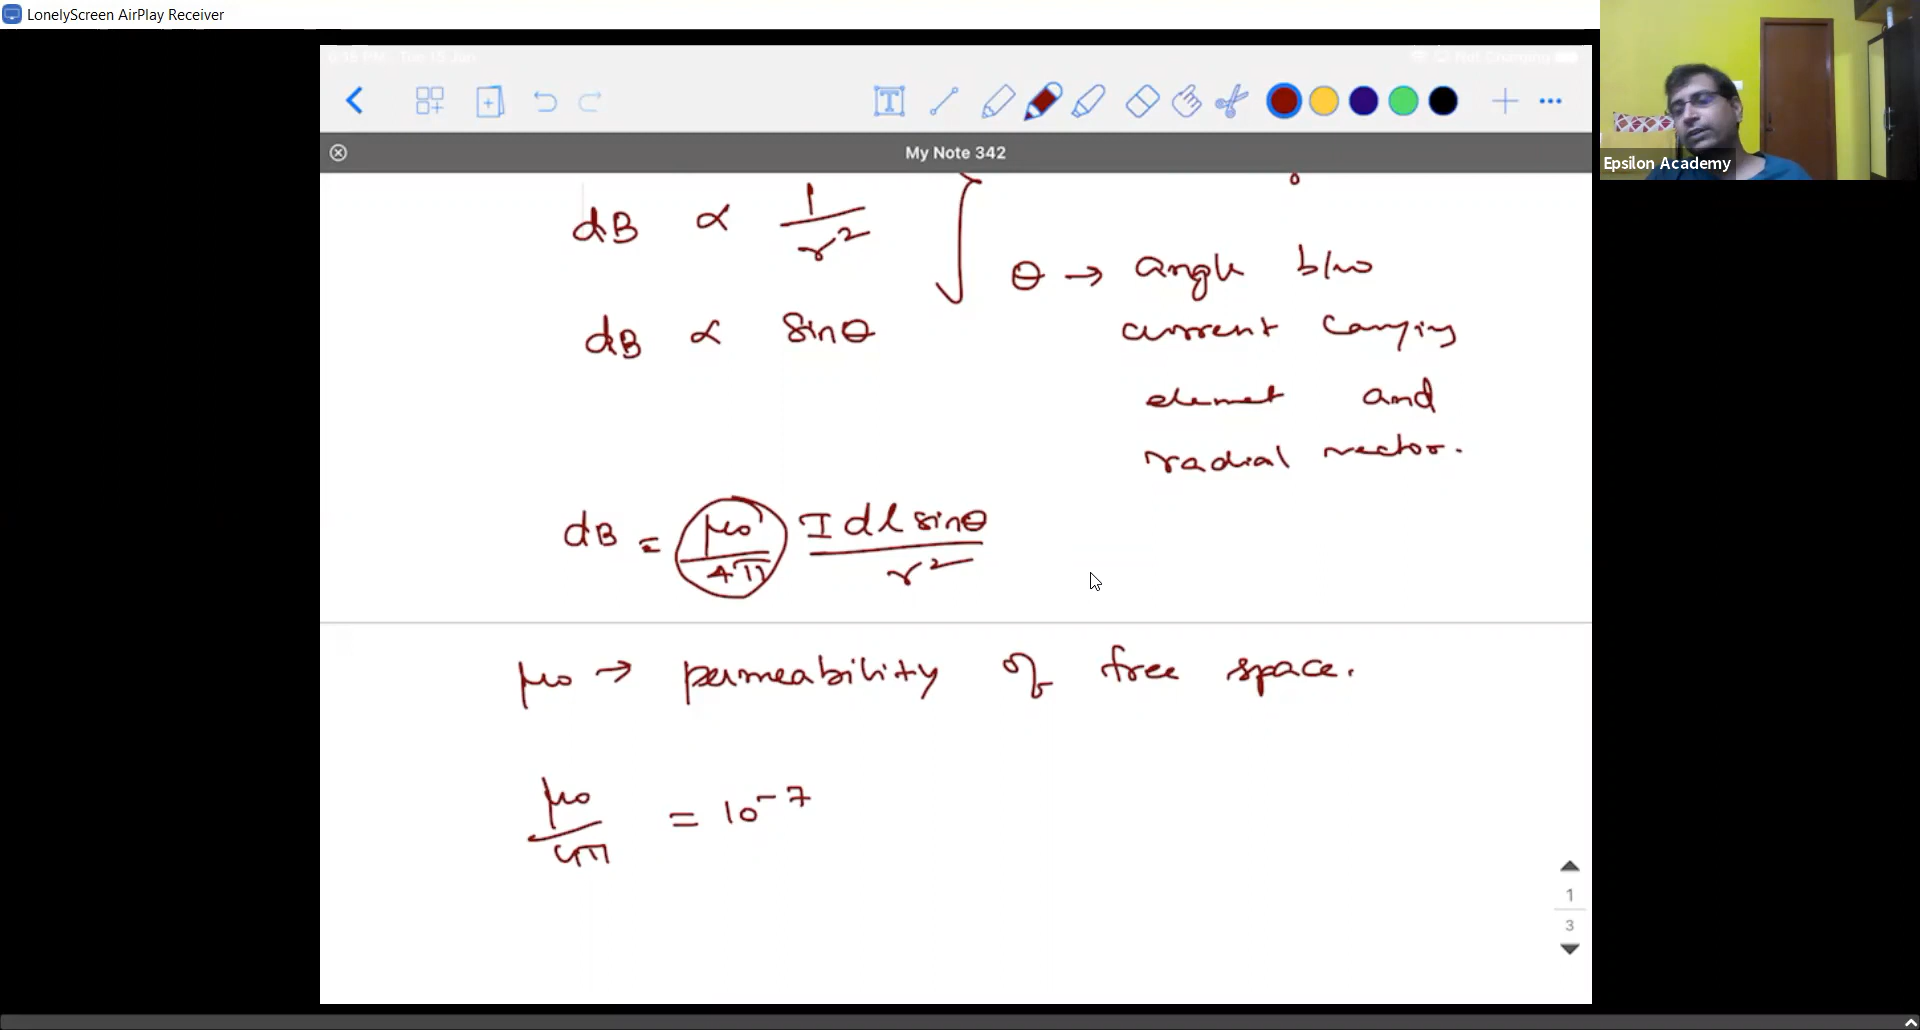 LonelyScreen AirPlay Receiver
Epsilon Academy
My Note 342
dB ∝ 1/r²
θ → angle b/w
dB ∝ sinθ
current carrying
element and
radial vector.
dB = μ₀/4π I dl sinθ/r²
μ₀ → permeability of free space.
μ₀/4π = 10⁻⁷
1
3